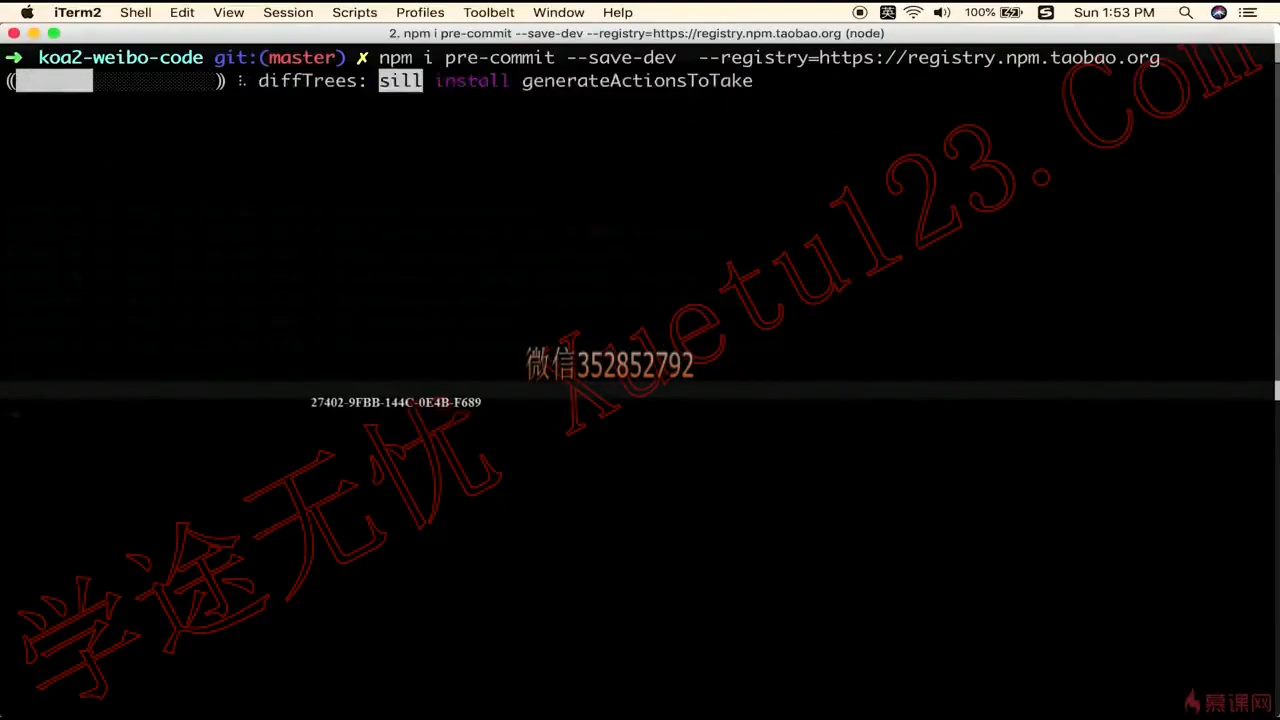 iTerm2 Shell Edit View Session Scripts Profiles Toolbelt Window Help 英 100% S Sun 1:53 PM
2. npm i pre-commit --save-dev --registry=https://registry.npm.taobao.org (node)
➜ koa2-weibo-code git:(master) ✗ npm i pre-commit --save-dev --registry=https://registry.npm.taobao.org
(( )) ⠸ diffTrees: sill install generateActionsToTake
微信352852792
27402-9FBB-144C-0E4B-F689
学途无忧 Xuetu123.Com
慕课网